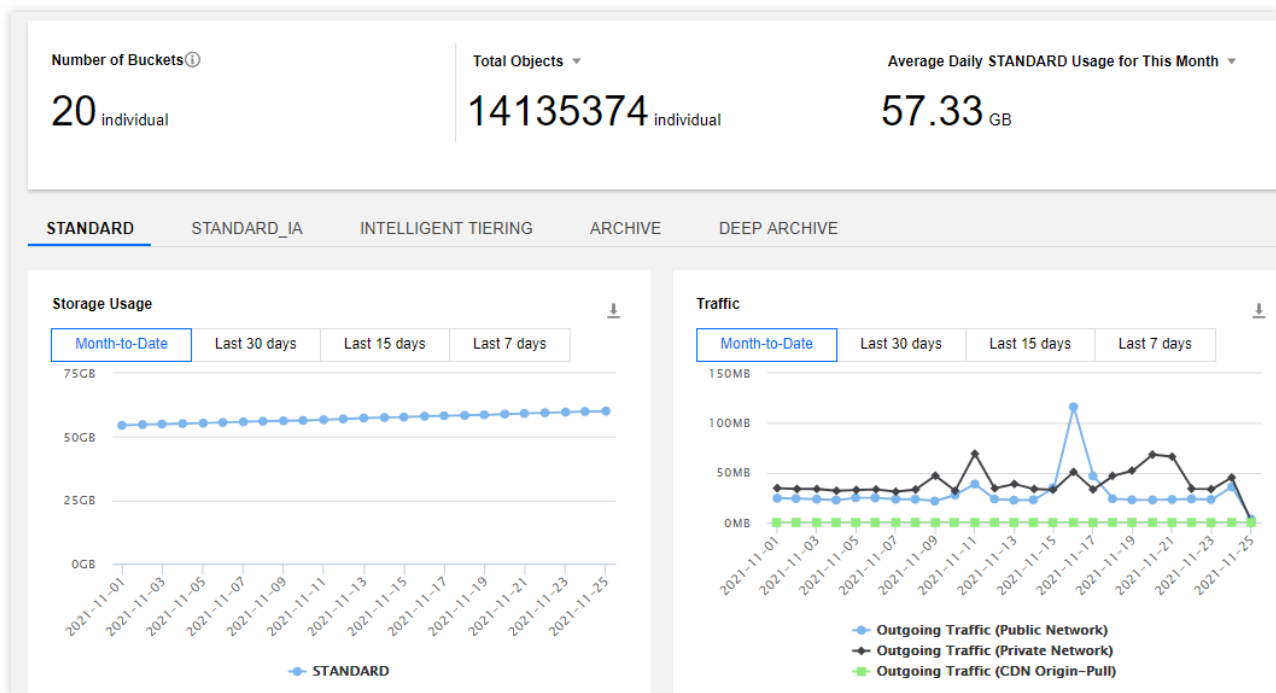 Number of Buckets
Total Objects
Average Daily STANDARD Usage for This Month
20 individual
14135374 individual
57.33 GB
STANDARD
STANDARD_IA
INTELLIGENT TIERING
ARCHIVE
DEEP ARCHIVE
Storage Usage
Month-to-Date
Last 30 days
Last 15 days
Last 7 days
75GB
50GB
25GB
0GB
2021-11-01
2021-11-03
2021-11-05
2021-11-07
2021-11-09
2021-11-11
2021-11-13
2021-11-15
2021-11-17
2021-11-19
2021-11-21
2021-11-23
2021-11-25
STANDARD
Traffic
Month-to-Date
Last 30 days
Last 15 days
Last 7 days
150MB
100MB
50MB
0MB
2021-11-01
2021-11-03
2021-11-05
2021-11-07
2021-11-09
2021-11-11
2021-11-13
2021-11-15
2021-11-17
2021-11-19
2021-11-21
2021-11-23
2021-11-25
Outgoing Traffic (Public Network)
Outgoing Traffic (Private Network)
Outgoing Traffic (CDN Origin-Pull)